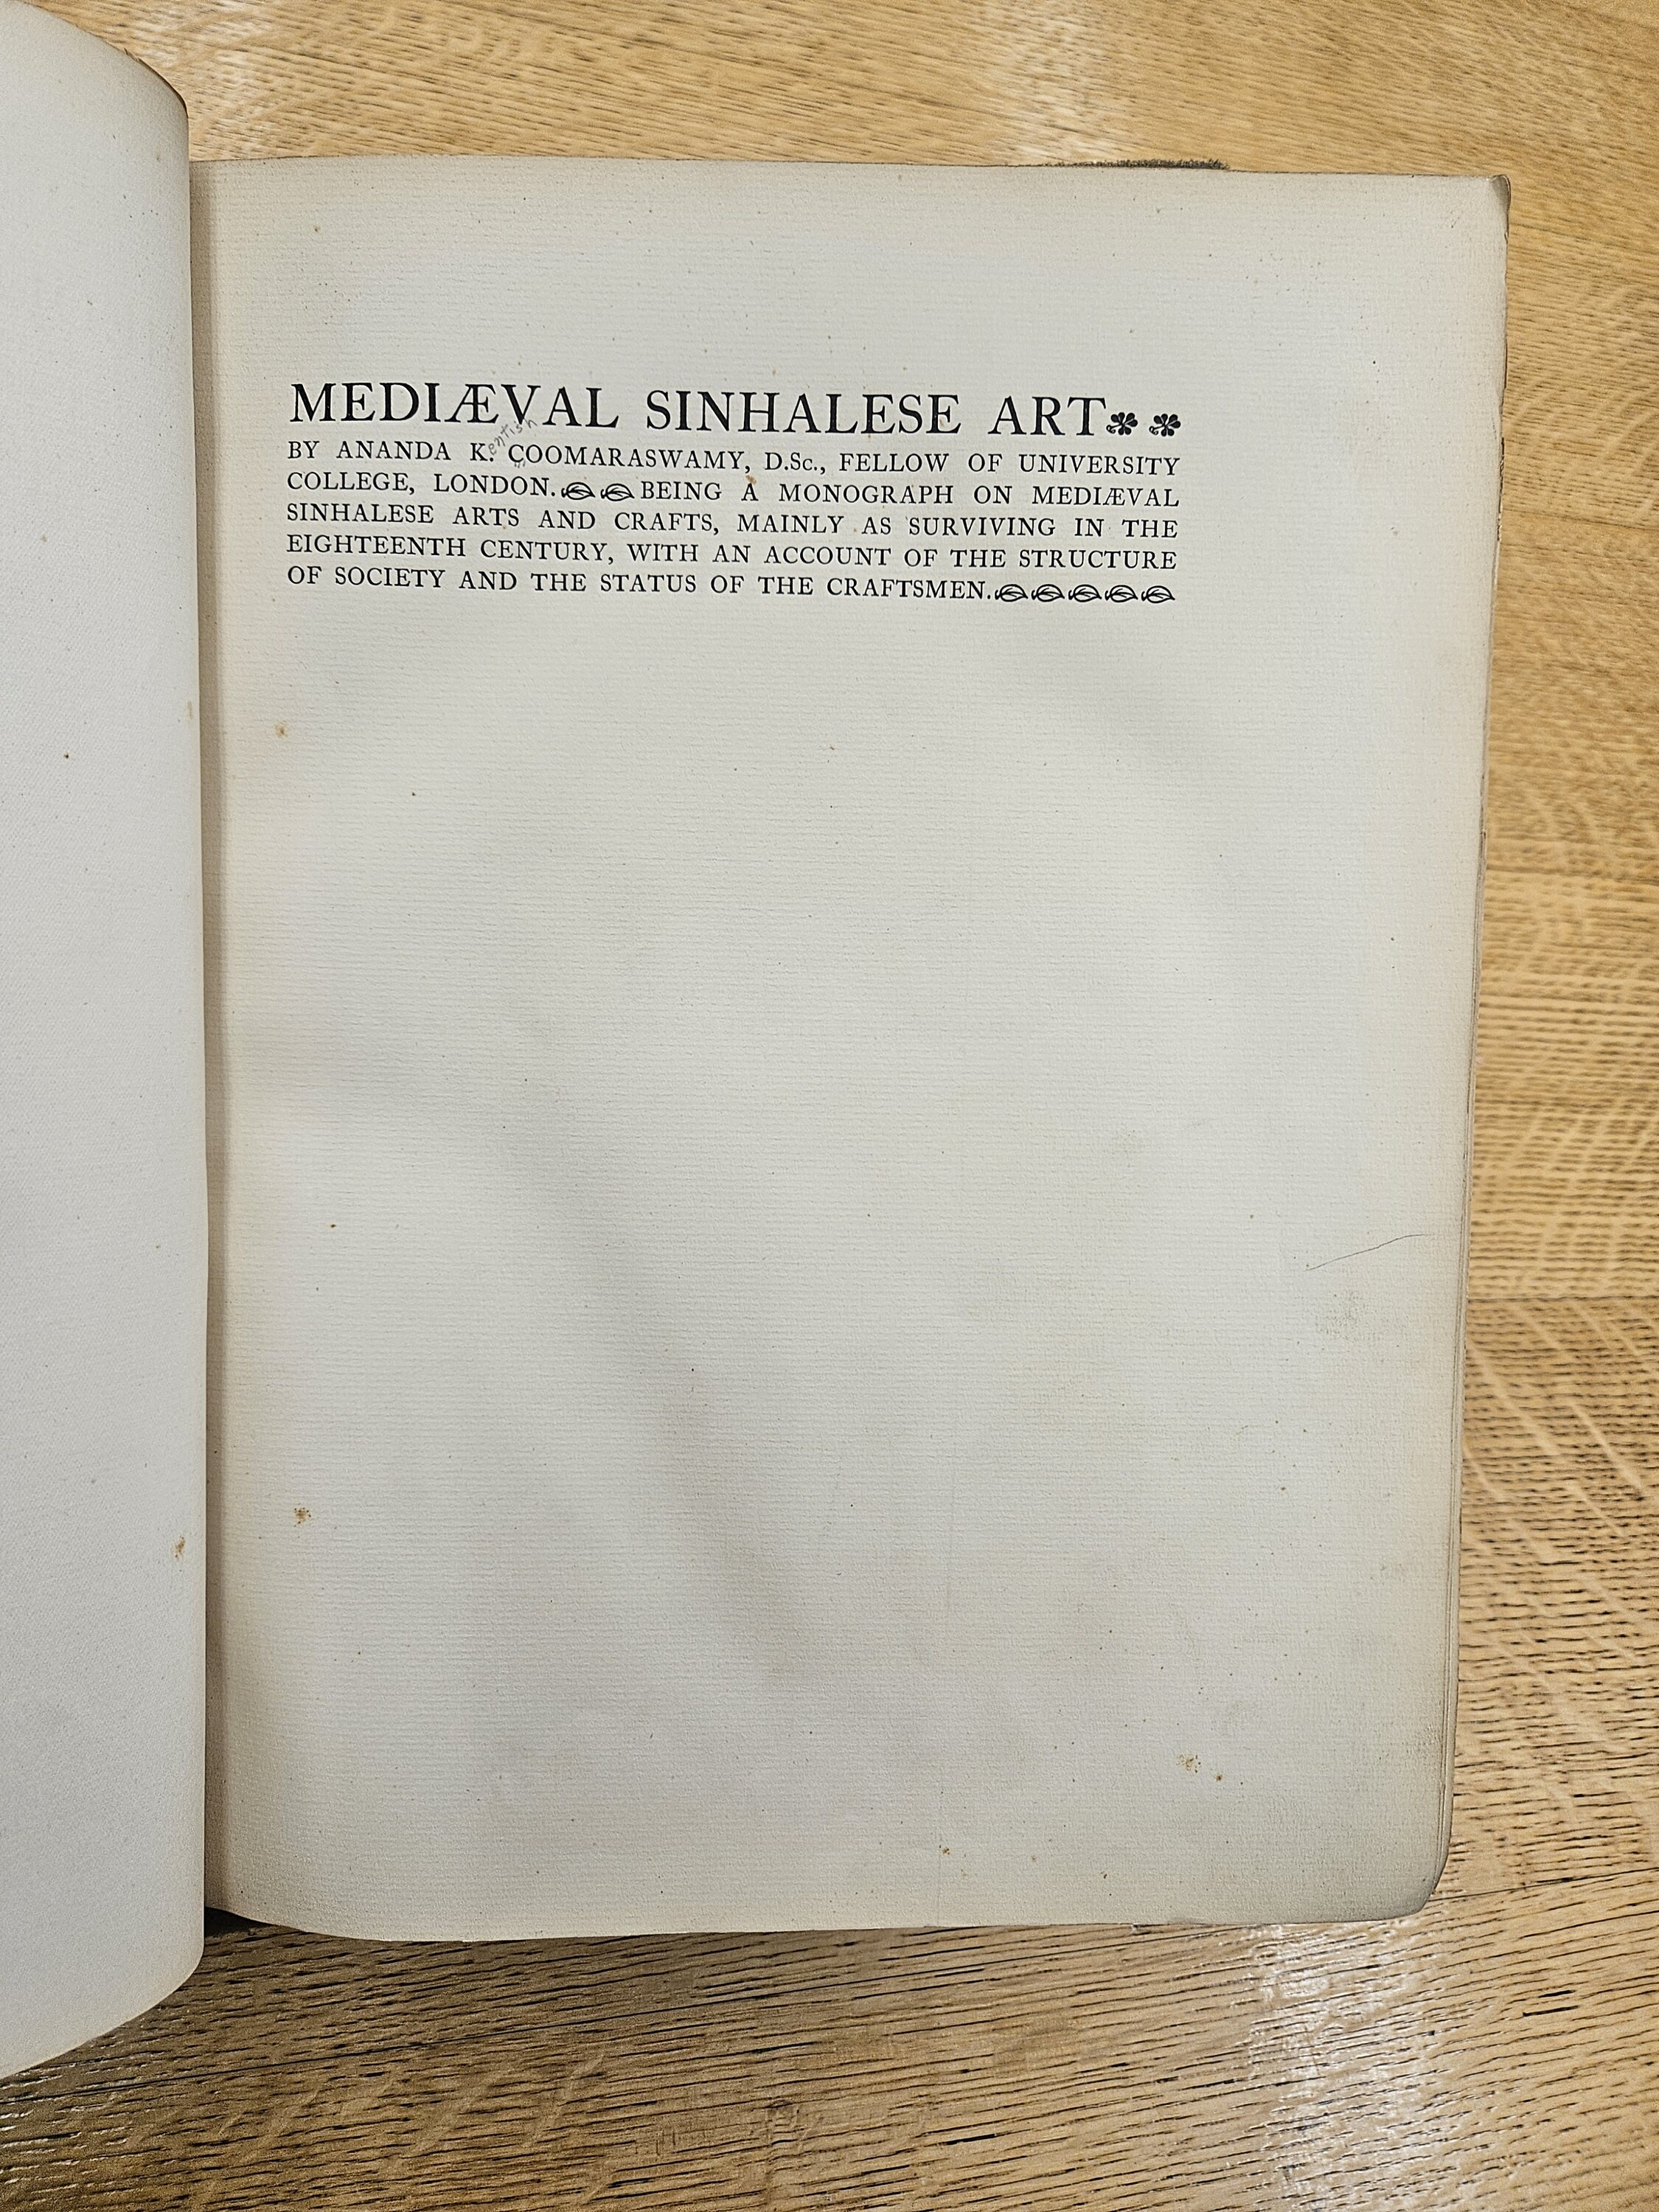 MEDIÆVAL SINHALESE ART
entish
BY ANANDA K. COOMARASWAMY, D.Sc., FELLOW OF UNIVERSITY
COLLEGE, LONDON. BEING A MONOGRAPH ON MEDIÆVAL
SINHALESE ARTS AND CRAFTS, MAINLY AS SURVIVING IN THE
EIGHTEENTH CENTURY, WITH AN ACCOUNT OF THE STRUCTURE
OF SOCIETY AND THE STATUS OF THE CRAFTSMEN.